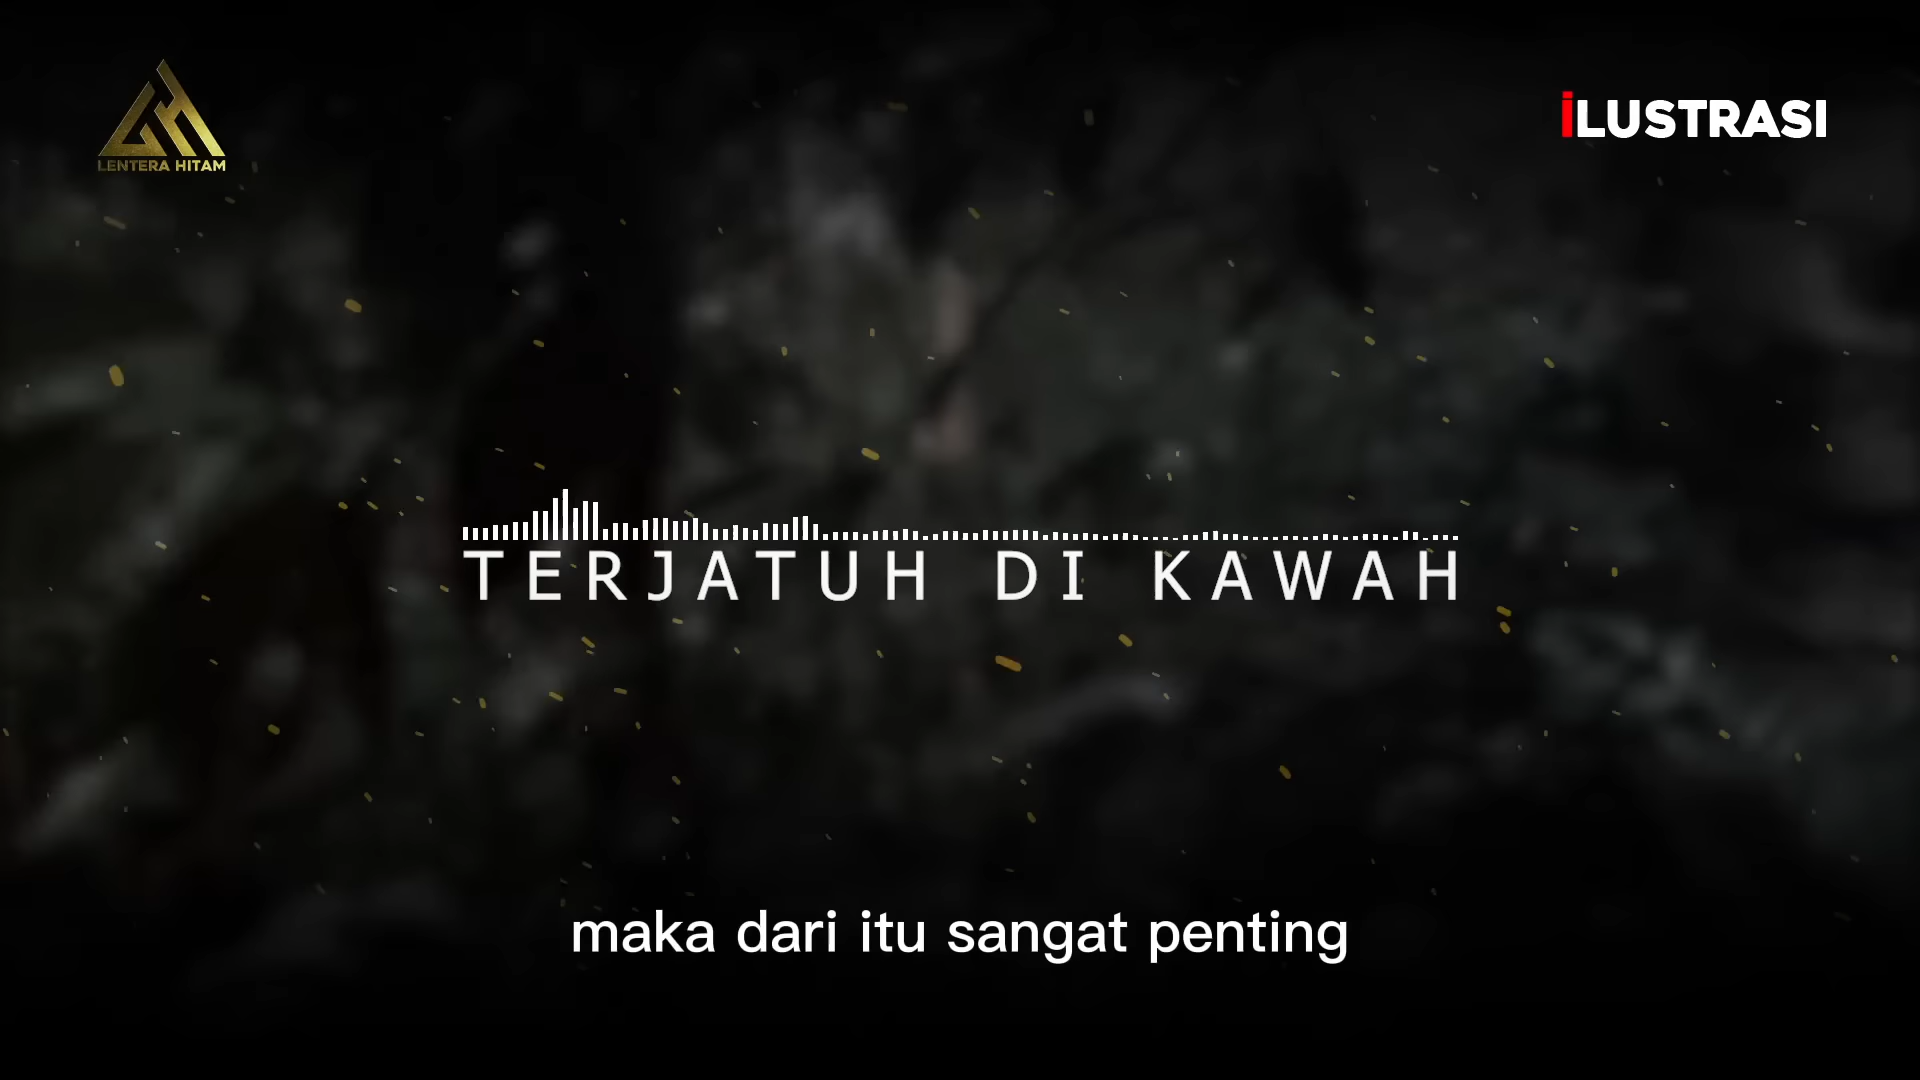 LENTERA HITAM
iLUSTRASI
TERJATUH DI KAWAH
maka dari itu sangat penting